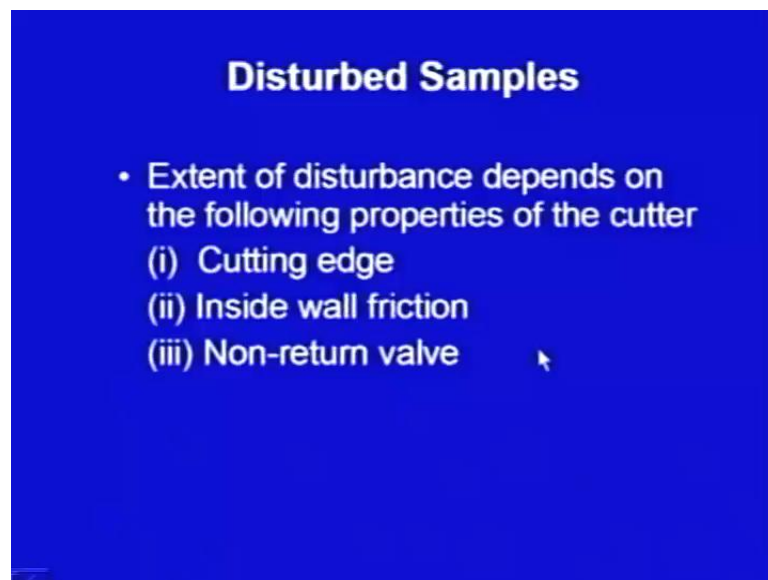 Disturbed Samples
• Extent of disturbance depends on
the following properties of the cutter
(i) Cutting edge
(ii) Inside wall friction
(iii) Non-return valve